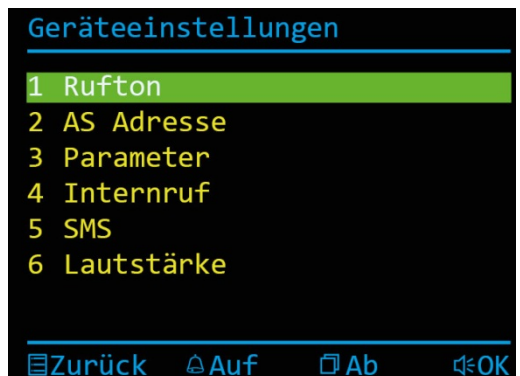 Geräteeinstellungen
1 Rufton
2 AS Adresse
3 Parameter
4 Internruf
5 SMS
6 Lautstärke
Zurück Auf Ab OK